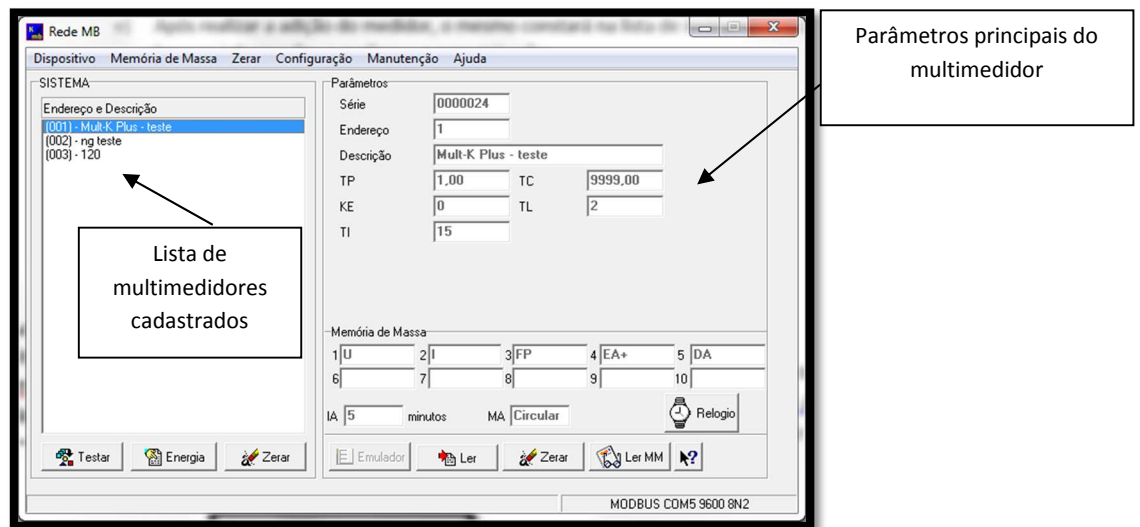 Rede MB
Dispositivo Memória de Massa Zerar Configuração Manutenção Ajuda
SISTEMA
Endereço e Descrição
(001) - Mult-K Plus - teste
(002) - ng teste
(003) - 120
Lista de
multimedidores
cadastrados
Testar Energia Zerar
Parâmetros
Série 0000024
Endereço 1
Descrição Mult-K Plus - teste
TP 1,00 TC 9999,00
KE 0 TL 2
TI 15
Memória de Massa
1 U 2 I 3 FP 4 EA+ 5 DA
6 7 8 9 10
IA 5 minutos MA Circular Relogio
Emulador Ler Zerar Ler MM
MODBUS COM5 9600 8N2
Parâmetros principais do
multimedidor